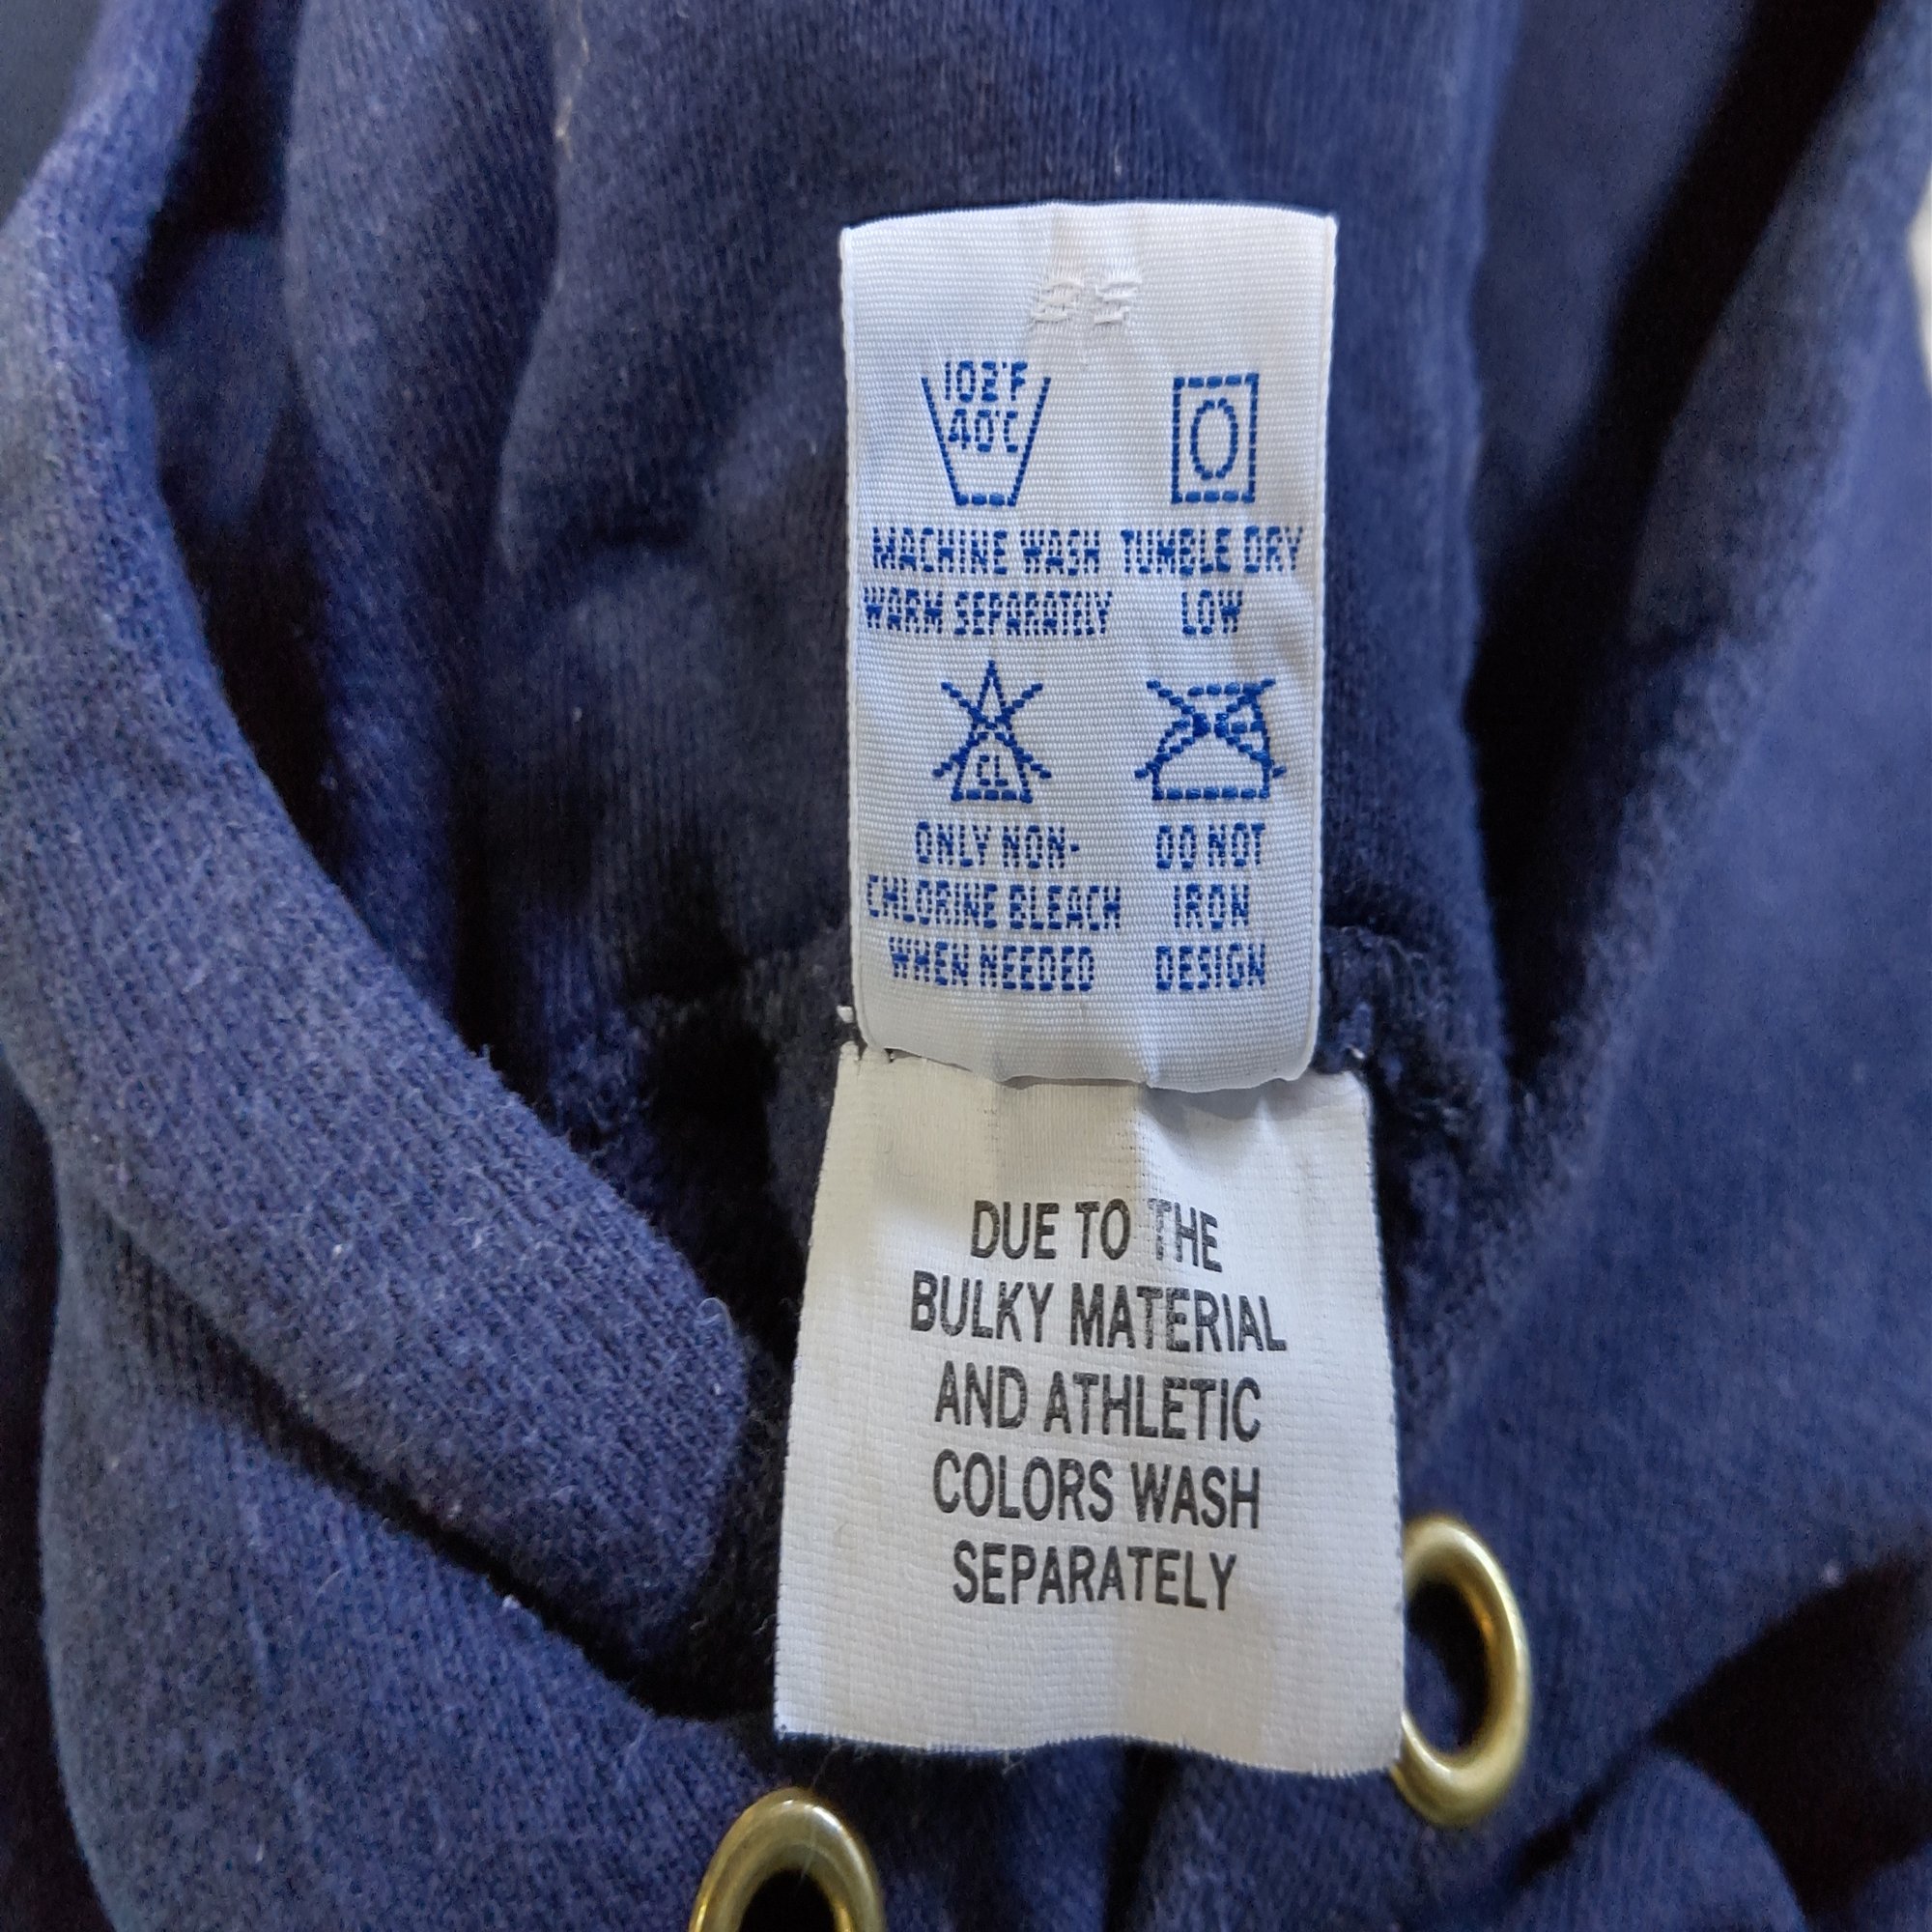 102°F
40°C
MACHINE WASH
WARM SEPARATELY
TUMBLE DRY
LOW
CL
ONLY NON-
CHLORINE BLEACH
WHEN NEEDED
DO NOT
IRON
DESIGN
DUE TO THE
BULKY MATERIAL
AND ATHLETIC
COLORS WASH
SEPARATELY